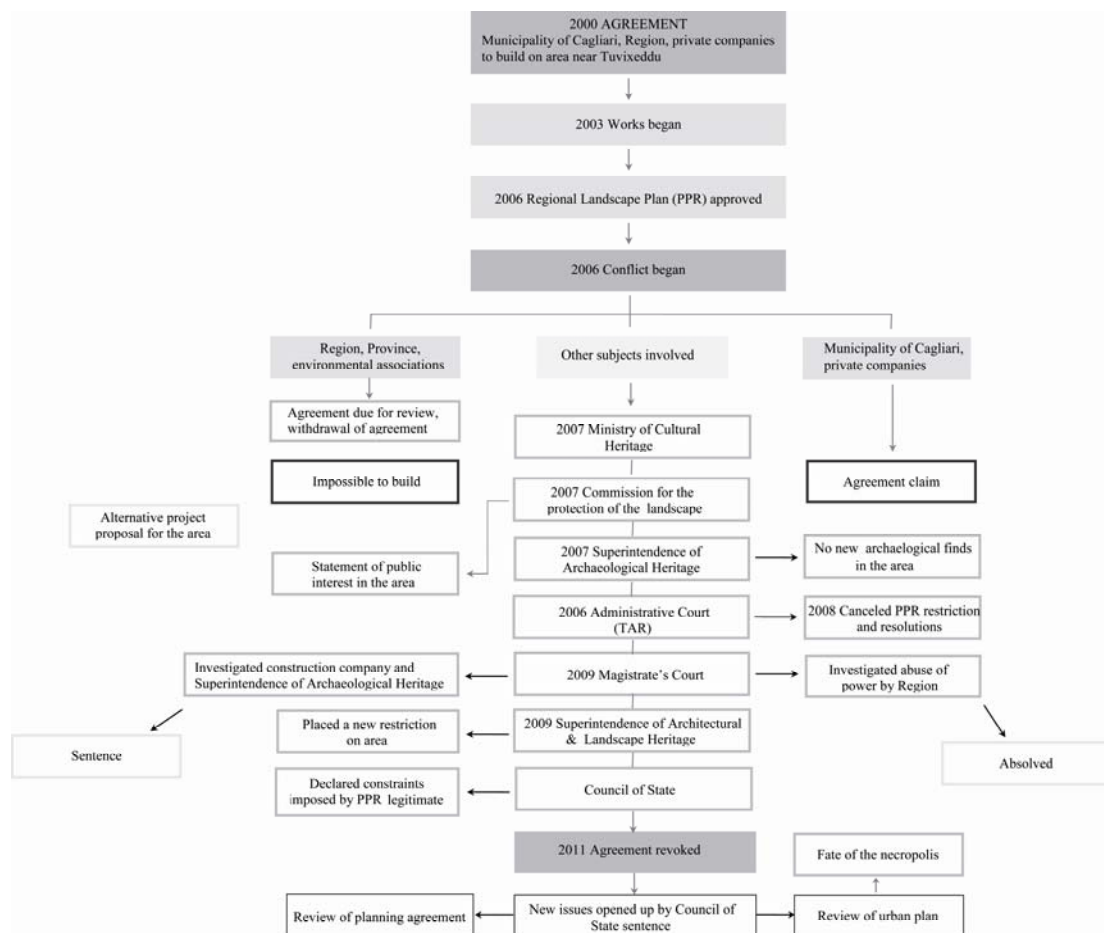 2000 AGREEMENT
Municipality of Cagliari, Region, private companies
to build on area near Tuvixeddu
2003 Works began
2006 Regional Landscape Plan (PPR) approved
2006 Conflict began
Region, Province,
environmental associations
Other subjects involved
Municipality of Cagliari,
private companies
Agreement due for review,
withdrawal of agreement
2007 Ministry of Cultural
Heritage
Impossible to build
Agreement claim
2007 Commission for the
protection of the landscape
Alternative project
proposal for the area
Statement of public
interest in the area
2007 Superintendence of
Archaeological Heritage
No new archaelogical finds
in the area
2006 Administrative Court
(TAR)
2008 Canceled PPR restriction
and resolutions
Investigated construction company and
Superintendence of Archaeological Heritage
2009 Magistrate's Court
Investigated abuse of
power by Region
Sentence
Placed a new restriction
on area
2009 Superintendence of Architectural
& Landscape Heritage
Absolved
Declared constraints
imposed by PPR legitimate
Council of State
2011 Agreement revoked
Fate of the necropolis
Review of planning agreement
New issues opened up by Council of
State sentence
Review of urban plan